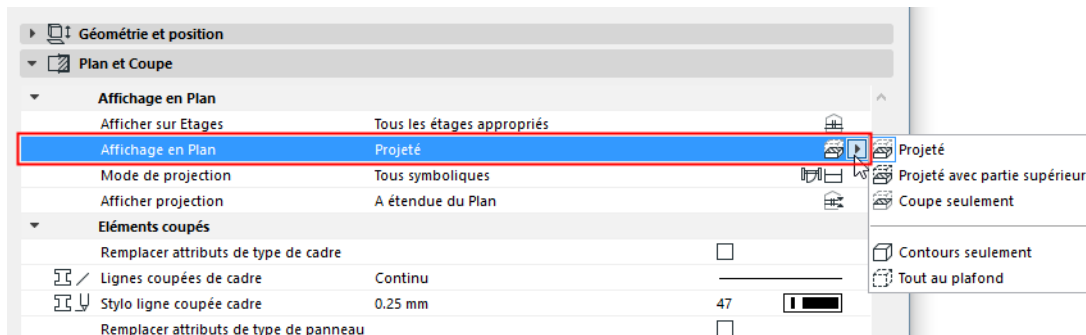 Géométrie et position
Plan et Coupe
Affichage en Plan
Afficher sur Etages Tous les étages appropriés
Affichage en Plan Projeté
Mode de projection Tous symboliques
Afficher projection A étendue du Plan
Eléments coupés
Remplacer attributs de type de cadre
Lignes coupées de cadre Continu
Stylo ligne coupée cadre 0.25 mm 47
Remplacer attributs de type de panneau
Projeté
Projeté avec partie supérieur
Coupe seulement
Contours seulement
Tout au plafond